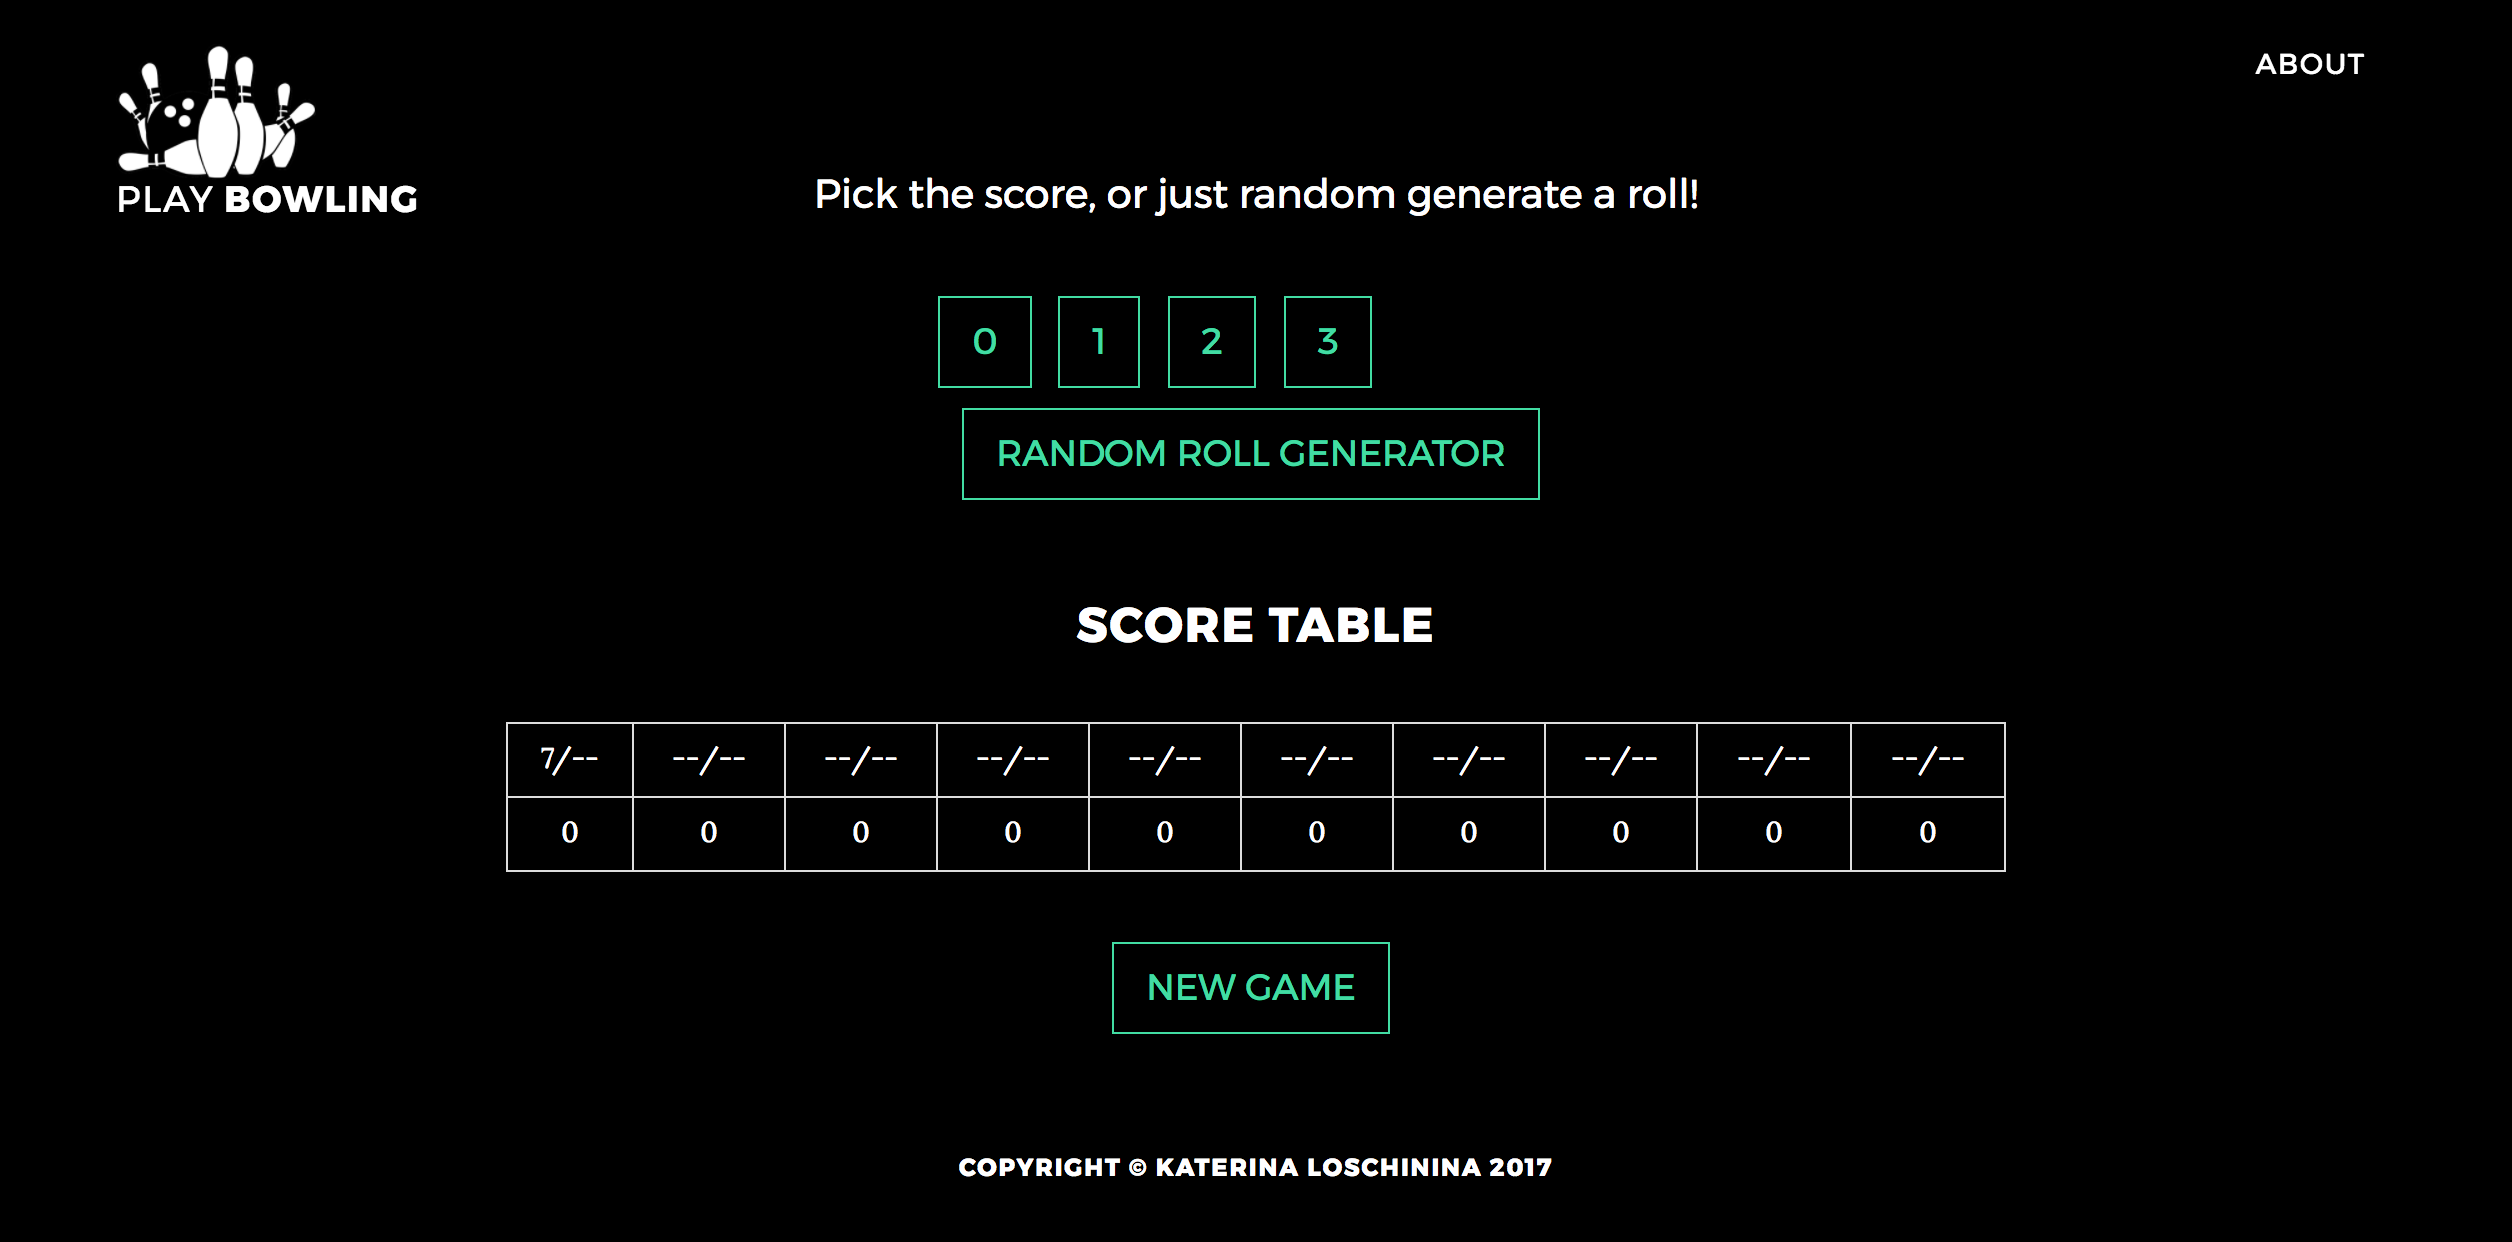 ABOUT
PLAY BOWLING
Pick the score, or just random generate a roll!
0 1 2 3
RANDOM ROLL GENERATOR
SCORE TABLE
7/-- --/-- --/-- --/-- --/-- --/-- --/-- --/-- --/-- --/--
0 0 0 0 0 0 0 0 0 0
NEW GAME
COPYRIGHT © KATERINA LOSCHININA 2017